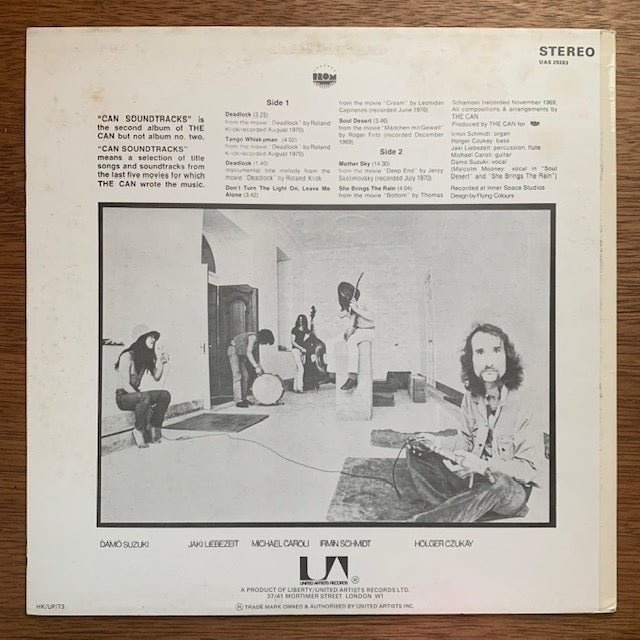 STEREO
UAS 29283
BROM
"CAN SOUNDTRACKS" is
the second album of THE
CAN but not album no. two.
"CAN SOUNDTRACKS"
means a selection of title
songs and soundtracks from
the last five movies for which
THE CAN wrote the music.
Side 1
Deadlock (3.25)
from the movie "Deadlock" by Roland
Klick(recorded August 1970)
Tango Whiskyman (4.02)
from the movie "Deadlock" by Roland
Klick(recorded August 1970)
Deadlock (1.40)
instrumental title melody from the
movie "Deadlock" by Roland Klick
Don't Turn The Light On, Leave Me
Alone (3.42)
from the movie "Cream" by Leonidas
Capitanos (recorded June 1970)
Soul Desert (3.46)
from the movie "Mädchen mit Gewalt"
by Roger Fritz (recorded December
1969)
Side 2
Mother Sky (14.30)
from the movie "Deep End" by Jercy
Skolimovsky (recorded July 1970)
She Brings The Rain (4.04)
from the movie "Bottom" by Thomas
Schamoni (recorded November 1969)
All compositions & arrangements by
THE CAN
Produced by THE CAN for
Irmin Schmidt: organ
Holger Czukay: bass
Jaki Liebezeit: percussion, flute
Michael Caroli: guitar
Damo Suzuki: vocal
(Malcolm Mooney: vocal in "Soul
Desert" and "She Brings The Rain")
Recorded at Inner Space Studios
Design by Flying Colours
DAMO SUZUKI JAKI LIEBEZEIT MICHAEL CAROLI IRMIN SCHMIDT HOLGER CZUKAY
UA
UNITED ARTISTS RECORDS ®
A PRODUCT OF LIBERTY/UNITED ARTISTS RECORDS LTD.
37/41 MORTIMER STREET LONDON W1
HK/UP/73
® TRADE MARK OWNED & AUTHORISED BY UNITED ARTISTS INC.